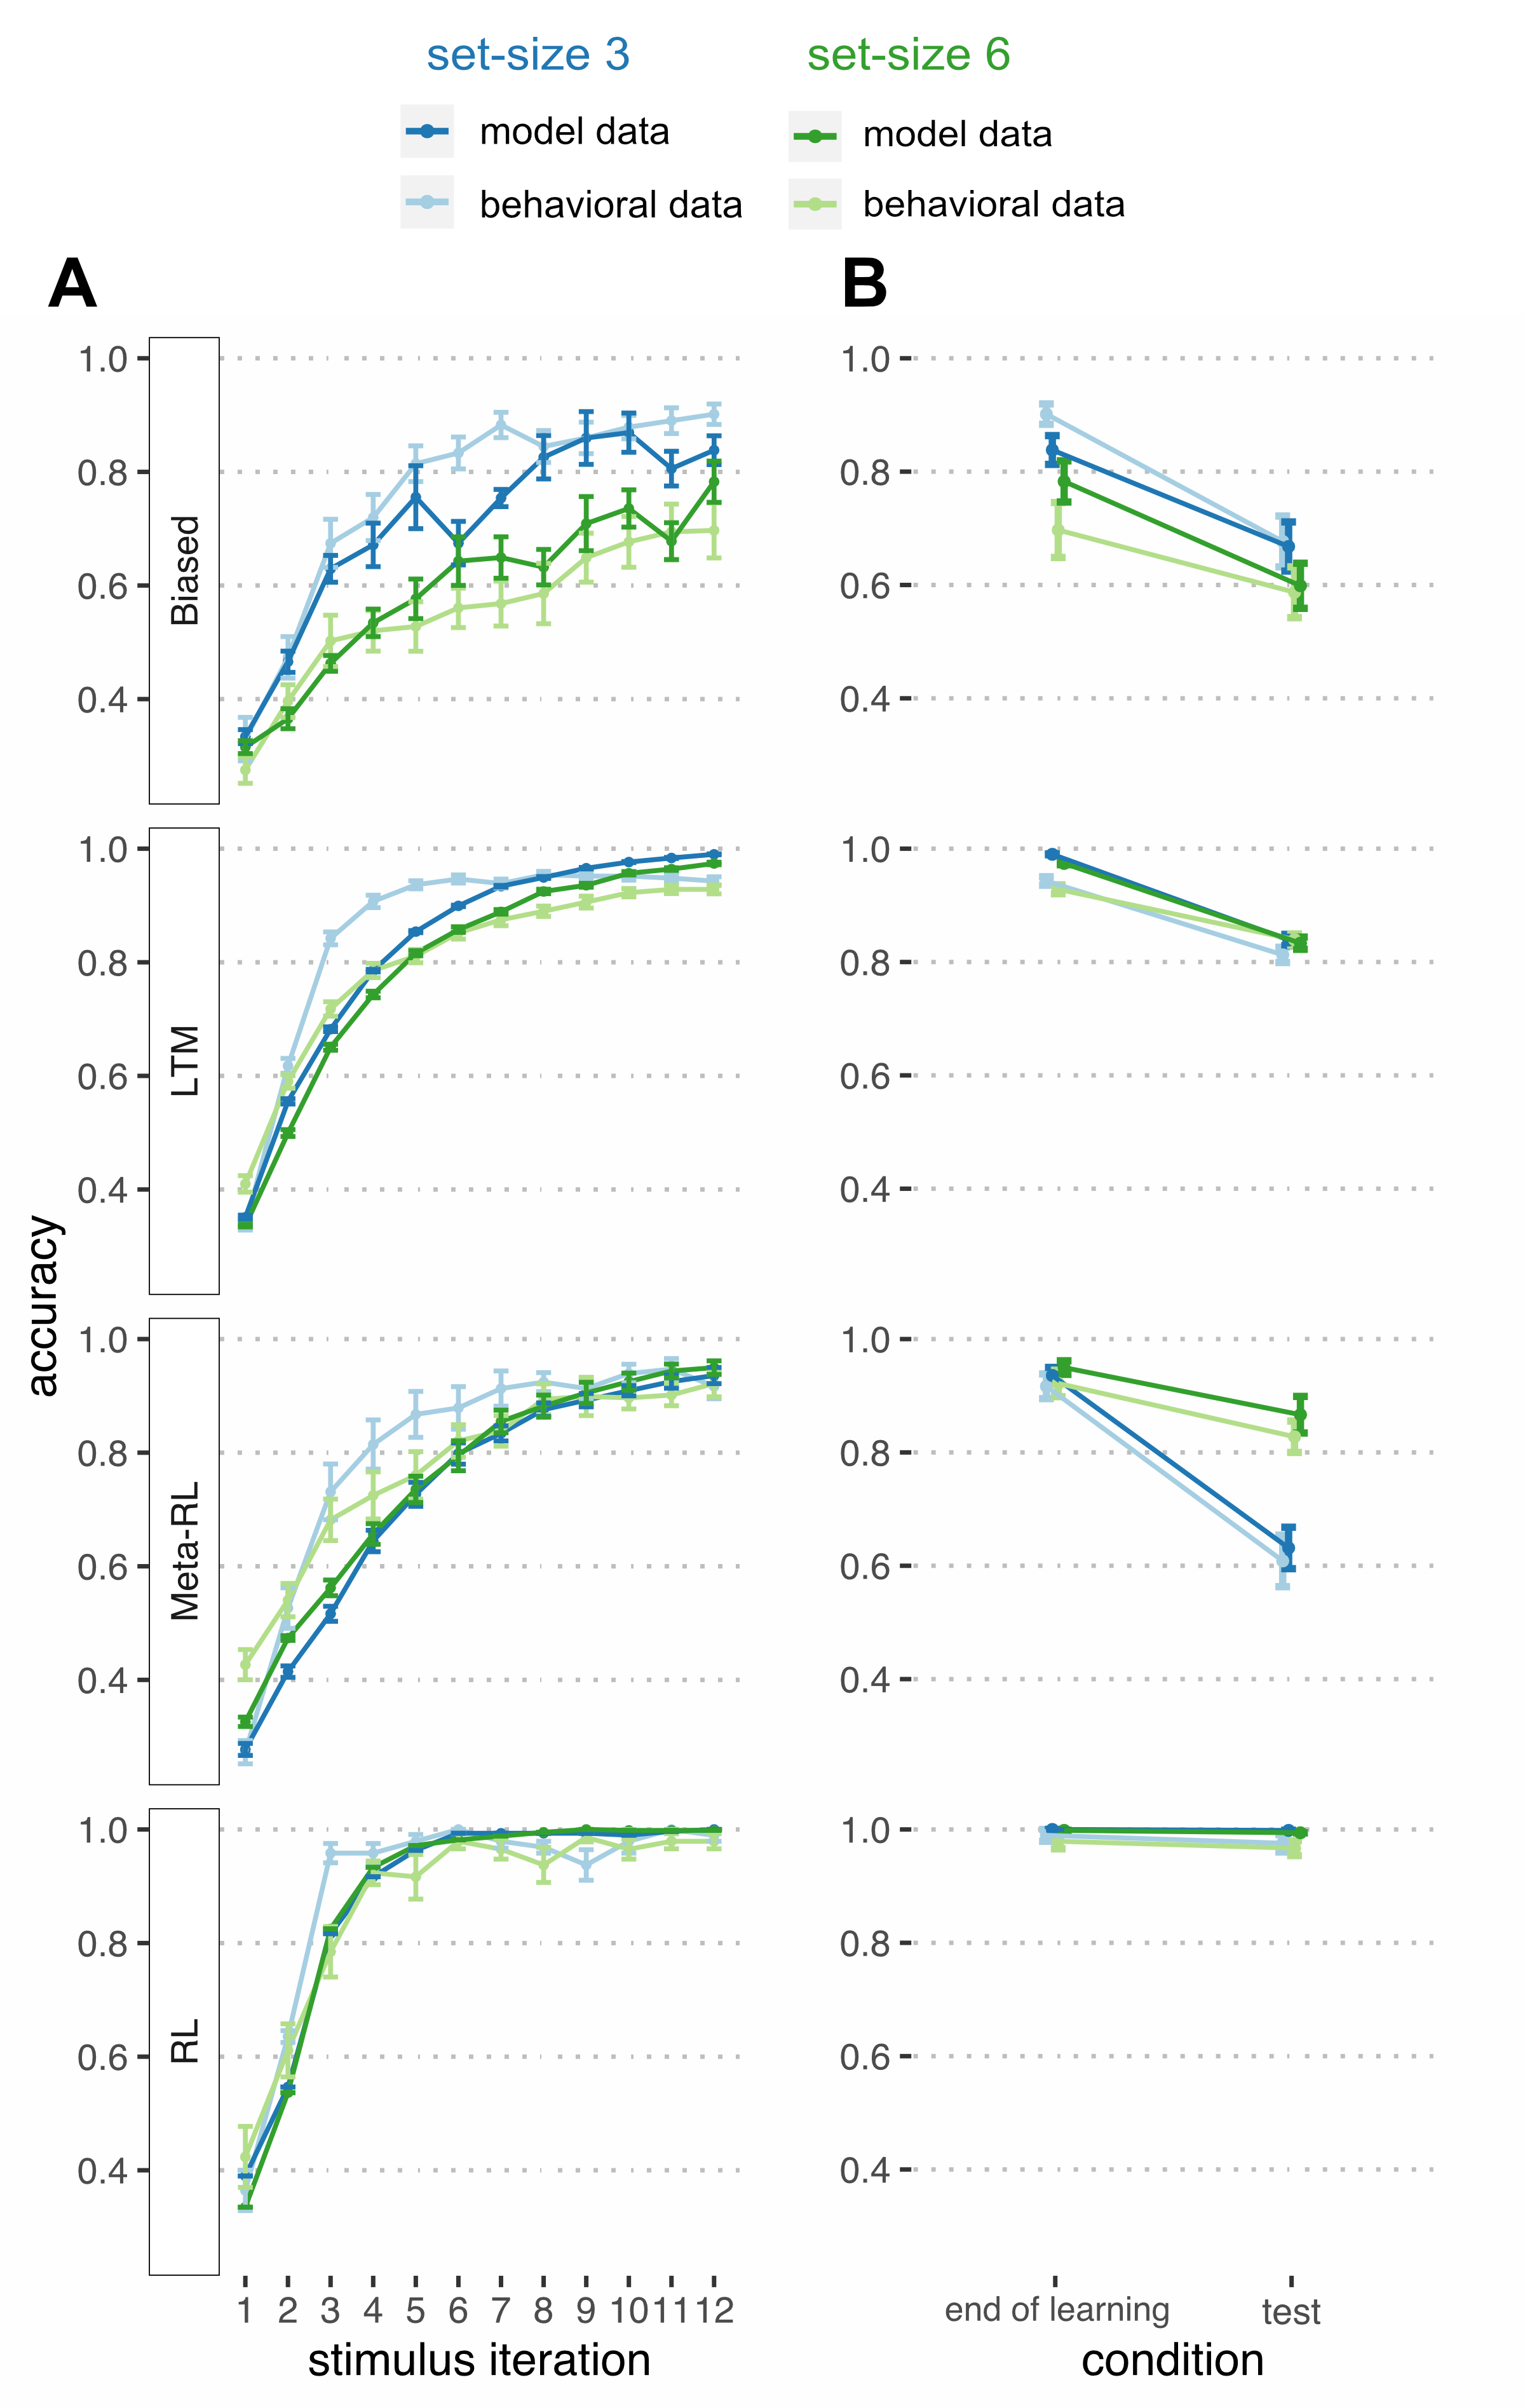 set-size 3 set-size 6
model data model data
behavioral data behavioral data
A B
accuracy
Biased
1.0 1.0
0.8 0.8
0.6 0.6
0.4 0.4
LTM
1.0 1.0
0.8 0.8
0.6 0.6
0.4 0.4
Meta-RL
1.0 1.0
0.8 0.8
0.6 0.6
0.4 0.4
RL
1.0 1.0
0.8 0.8
0.6 0.6
0.4 0.4
1 2 3 4 5 6 7 8 9 10 11 12 end of learning test
stimulus iteration condition